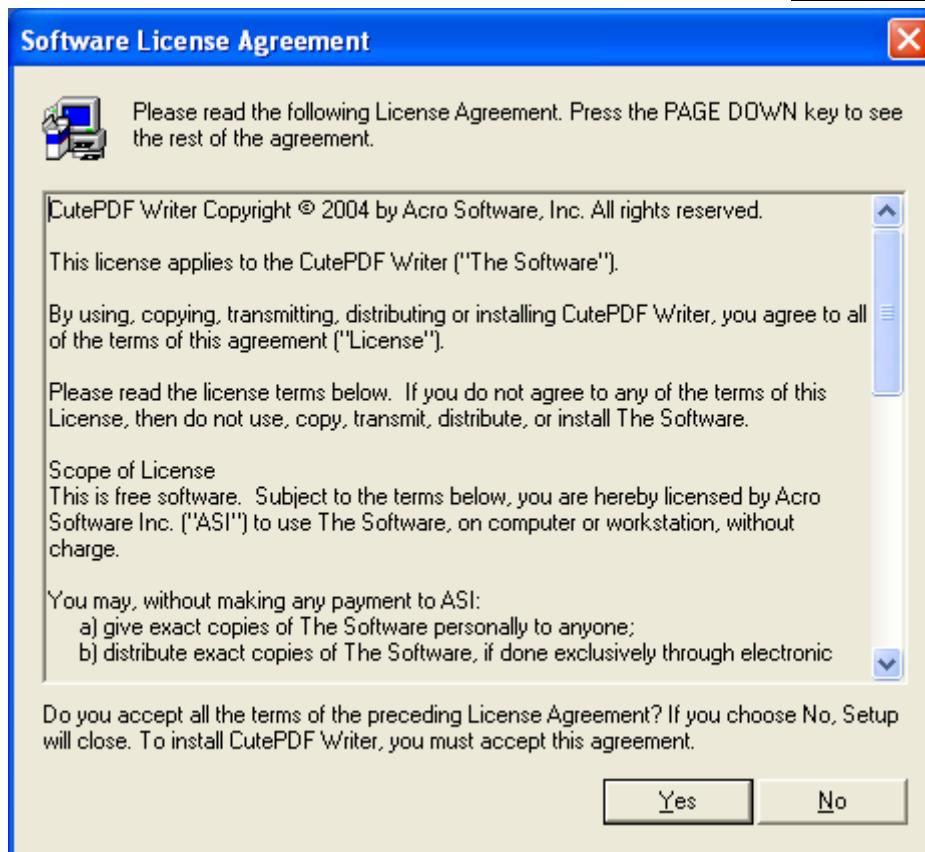 Software License Agreement
Please read the following License Agreement. Press the PAGE DOWN key to see
the rest of the agreement.
CutePDF Writer Copyright © 2004 by Acro Software, Inc. All rights reserved.
This license applies to the CutePDF Writer ("The Software").
By using, copying, transmitting, distributing or installing CutePDF Writer, you agree to all
of the terms of this agreement ("License").
Please read the license terms below.  If you do not agree to any of the terms of this
License, then do not use, copy, transmit, distribute, or install The Software.
Scope of License
This is free software.  Subject to the terms below, you are hereby licensed by Acro
Software Inc. ("ASI") to use The Software, on computer or workstation, without
charge.
You may, without making any payment to ASI:
a) give exact copies of The Software personally to anyone;
b) distribute exact copies of The Software, if done exclusively through electronic
Do you accept all the terms of the preceding License Agreement? If you choose No, Setup
will close. To install CutePDF Writer, you must accept this agreement.
Yes No